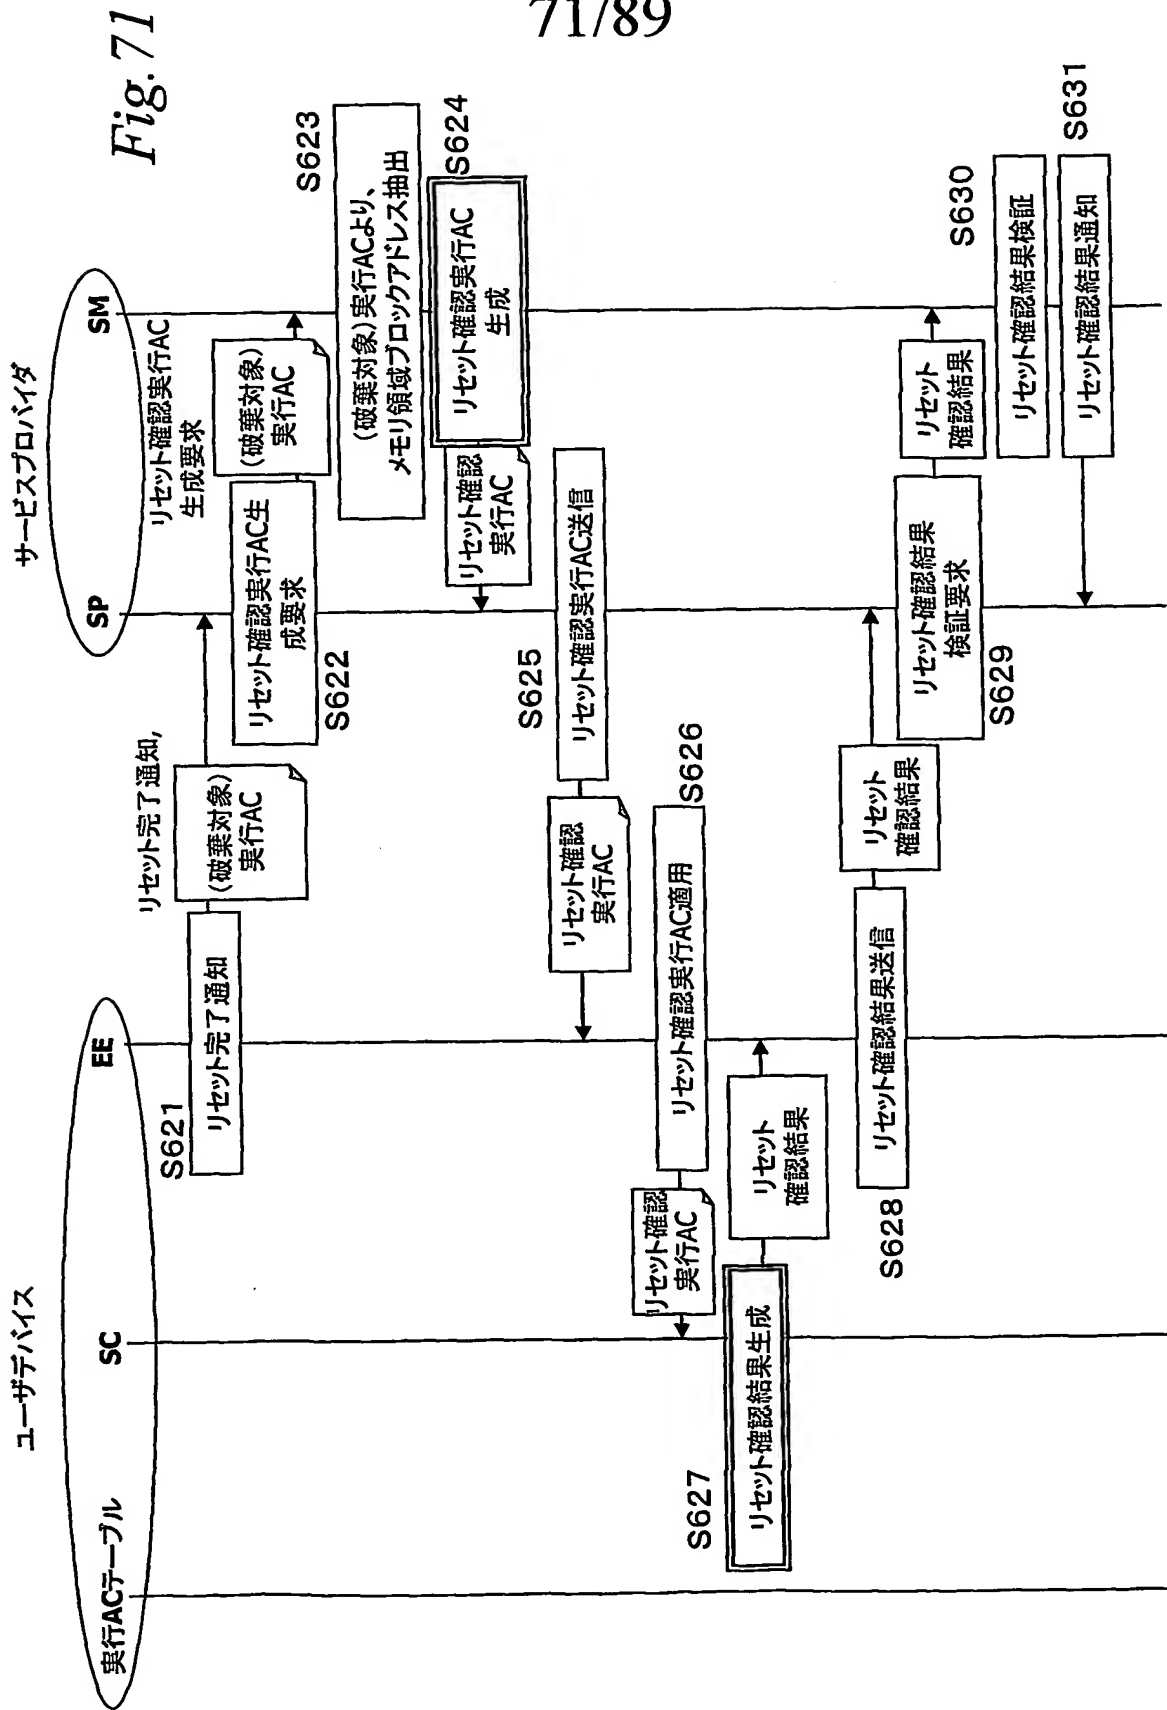 71/89
Fig.71
ユーザデバイス
サービスプロバイダ
実行ACテーブル
SC
EE
SP
SM
S621
リセット完了通知
リセット完了通知,
(破棄対象)
実行AC
S622
リセット確認実行AC生
成要求
リセット確認実行AC
生成要求
(破棄対象)
実行AC
S623
(破棄対象)実行ACより、
メモリ領域ブロックアドレス抽出
S624
リセット確認実行AC
生成
リセット確認
実行AC
S625
リセット確認実行AC送信
リセット確認
実行AC
S626
リセット確認実行AC適用
リセット確認
実行AC
S627
リセット確認結果生成
リセット
確認結果
S628
リセット確認結果送信
リセット
確認結果
S629
リセット確認結果
検証要求
リセット
確認結果
S630
リセット確認結果検証
S631
リセット確認結果通知